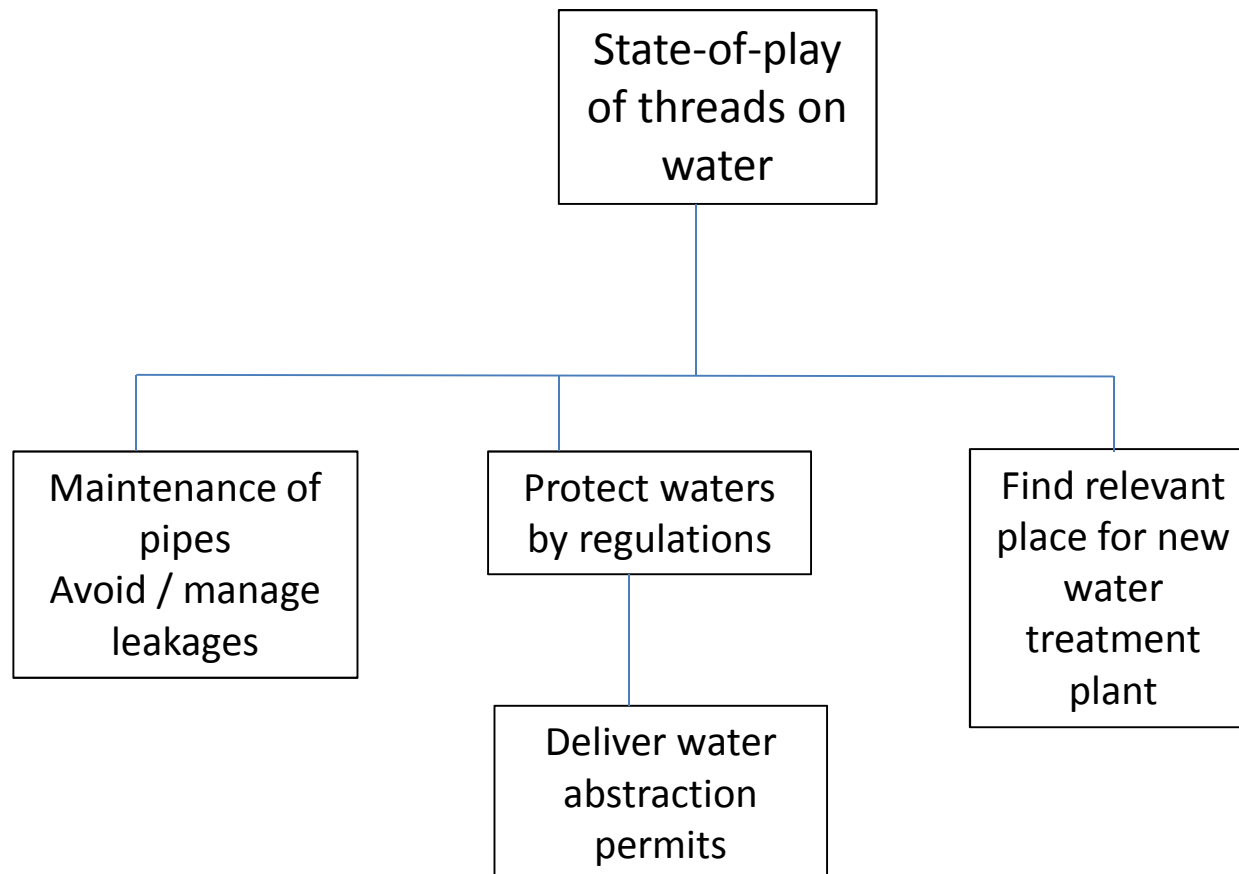 State-of-play
of threads on
water
Maintenance of
pipes
Avoid / manage
leakages
Protect waters
by regulations
Find relevant
place for new
water
treatment
plant
Deliver water
abstraction
permits